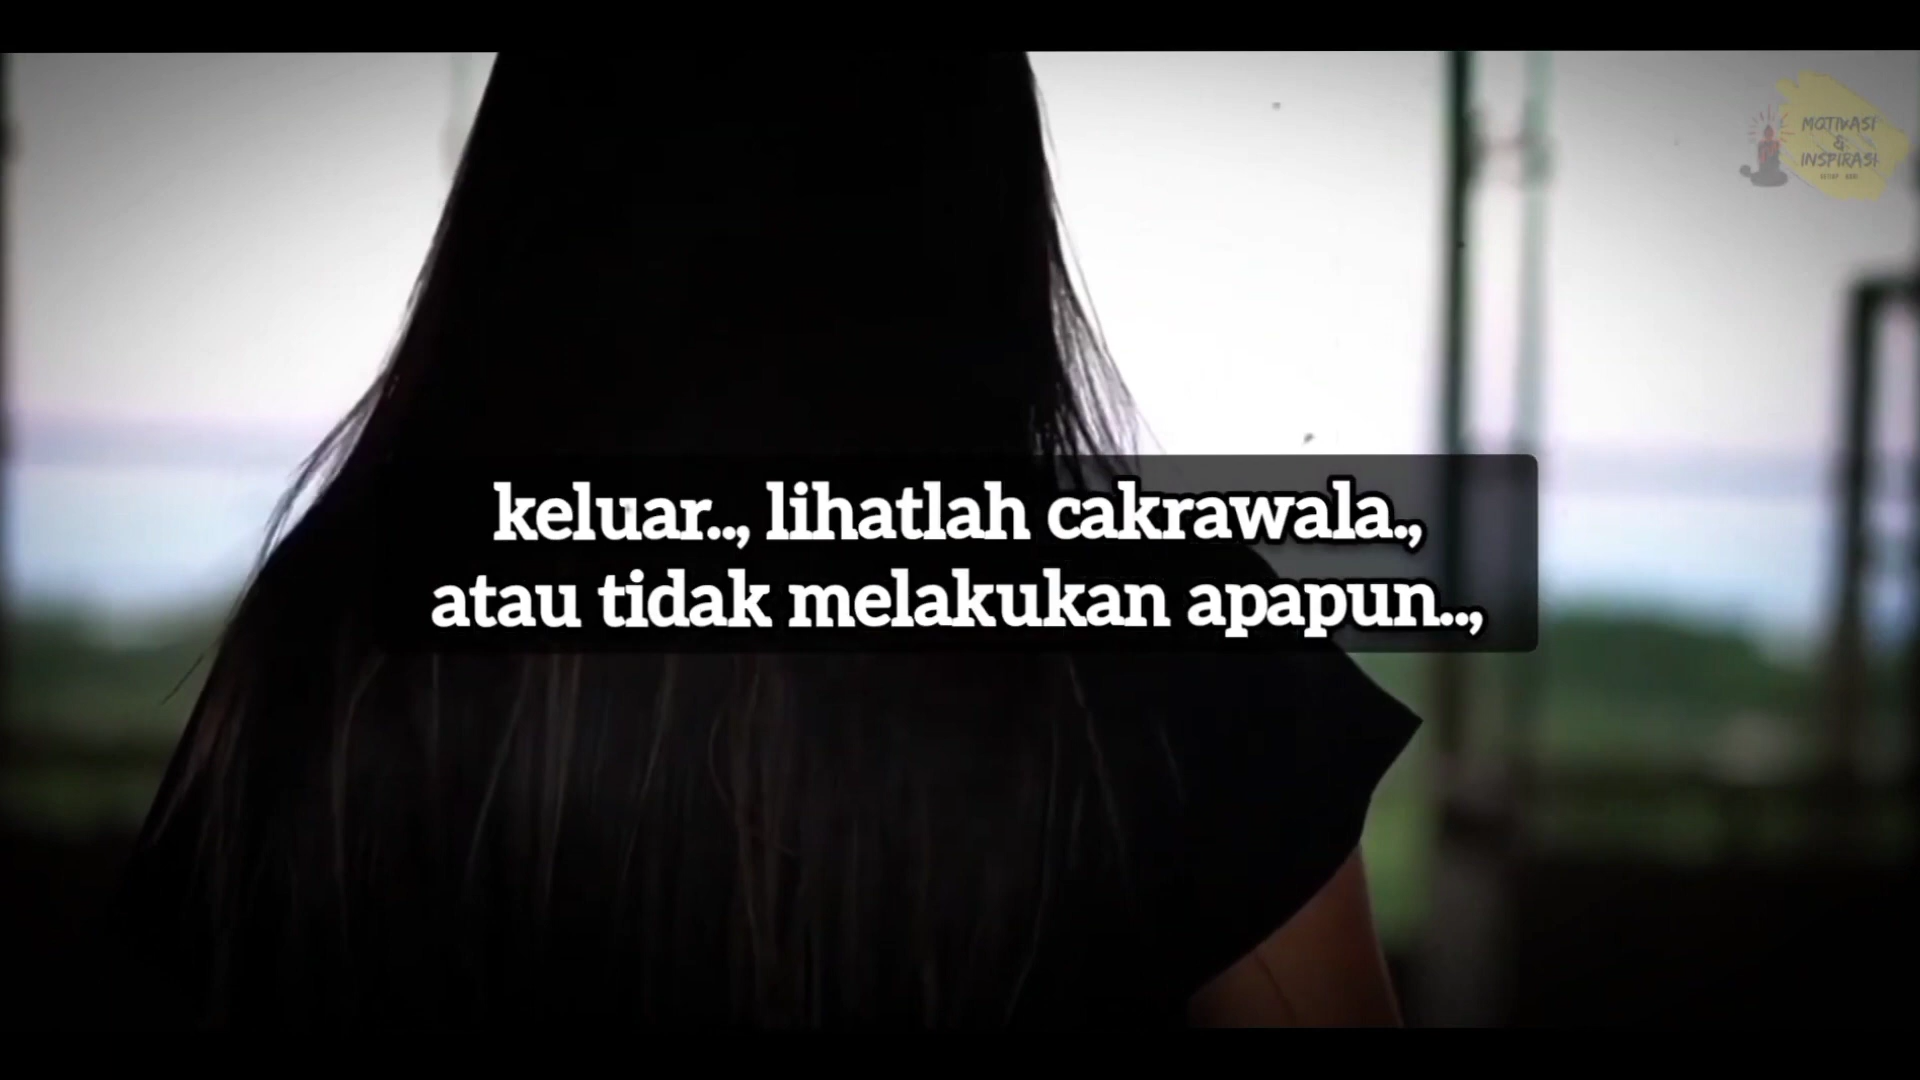 MOTIVASI
&
INSPIRASI
keluar.., lihatlah cakrawala.,
atau tidak melakukan apapun..,